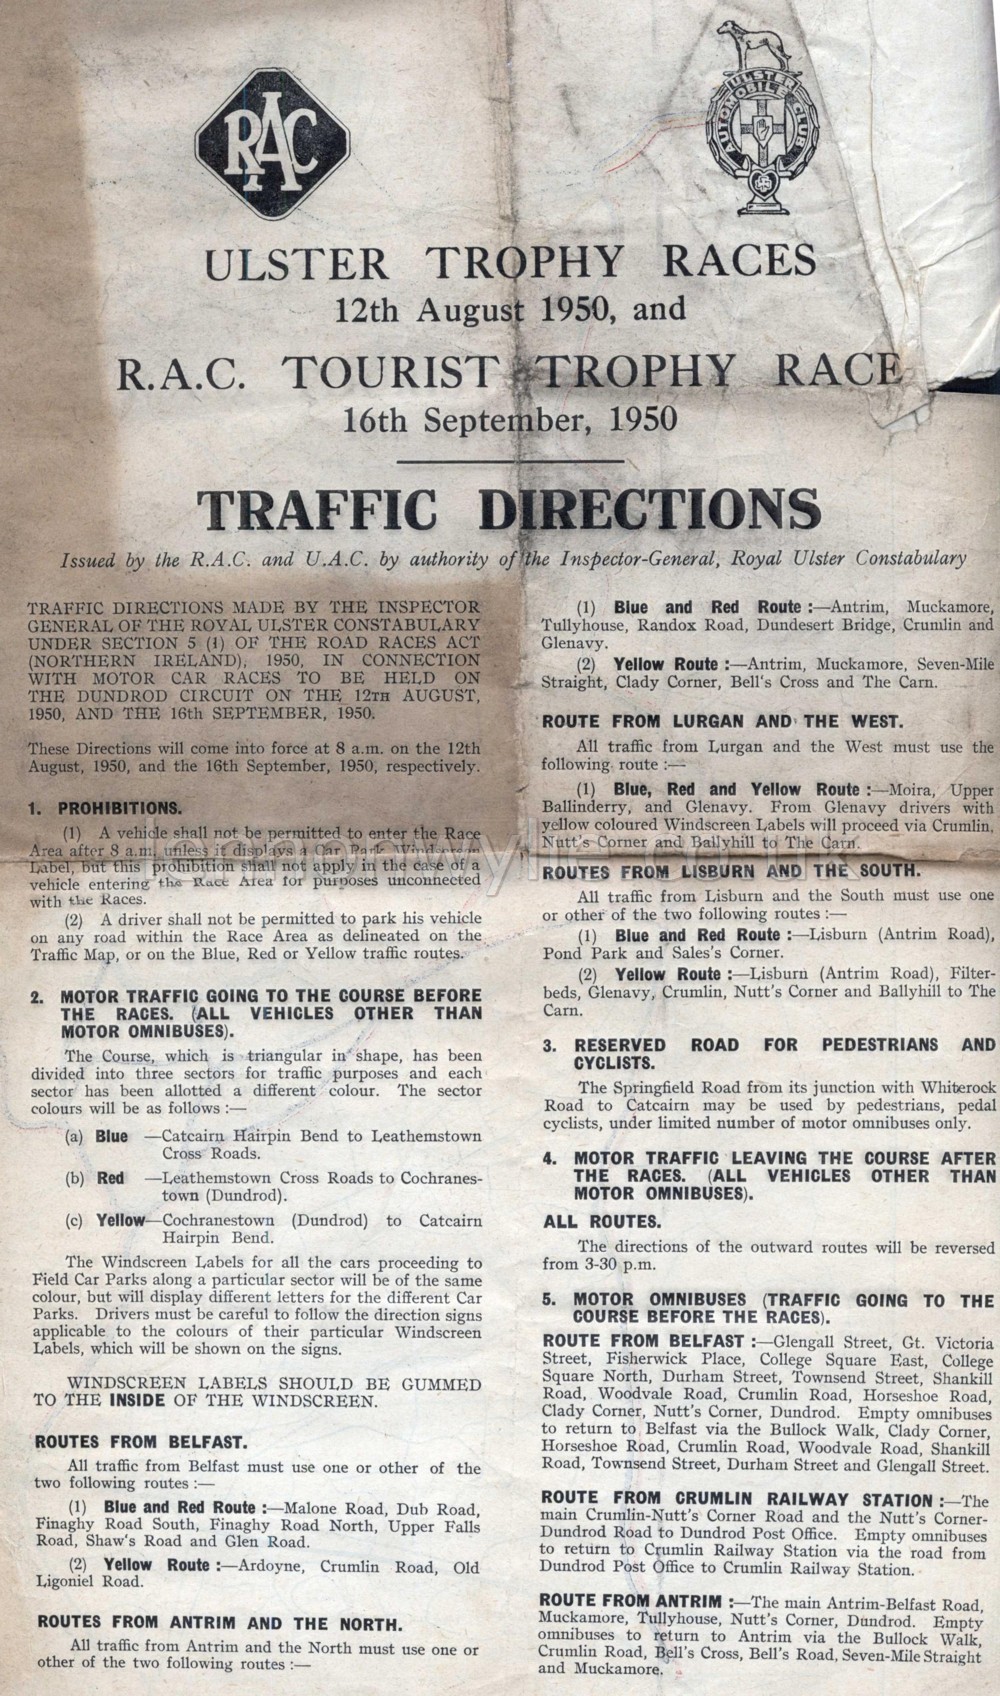 RAC
ULSTER
AUTOMOBILE CLUB
ULSTER TROPHY RACES
12th August 1950, and
R.A.C. TOURIST TROPHY RACE
16th September, 1950
TRAFFIC DIRECTIONS
Issued by the R.A.C. and U.A.C. by authority of the Inspector-General, Royal Ulster Constabulary
TRAFFIC DIRECTIONS MADE BY THE INSPECTOR
GENERAL OF THE ROYAL ULSTER CONSTABULARY
UNDER SECTION 5 (1) OF THE ROAD RACES ACT
(NORTHERN IRELAND), 1950, IN CONNECTION
WITH MOTOR CAR RACES TO BE HELD ON
THE DUNDROD CIRCUIT ON THE 12TH AUGUST,
1950, AND THE 16th SEPTEMBER, 1950.
These Directions will come into force at 8 a.m. on the 12th
August, 1950, and the 16th September, 1950, respectively.
1. PROHIBITIONS.
(1) A vehicle shall not be permitted to enter the Race
Area after 8 a.m. unless it displays a Car Park Windscreen
Label, but this prohibition shall not apply in the case of a
vehicle entering the Race Area for purposes unconnected
with the Races.
(2) A driver shall not be permitted to park his vehicle
on any road within the Race Area as delineated on the
Traffic Map, or on the Blue, Red or Yellow traffic routes.
2. MOTOR TRAFFIC GOING TO THE COURSE BEFORE
THE RACES. (ALL VEHICLES OTHER THAN
MOTOR OMNIBUSES).
The Course, which is triangular in shape, has been
divided into three sectors for traffic purposes and each
sector has been allotted a different colour. The sector
colours will be as follows :—
(a) Blue —Catcairn Hairpin Bend to Leathemstown
Cross Roads.
(b) Red —Leathemstown Cross Roads to Cochranes-
town (Dundrod).
(c) Yellow—Cochranestown (Dundrod) to Catcairn
Hairpin Bend.
The Windscreen Labels for all the cars proceeding to
Field Car Parks along a particular sector will be of the same
colour, but will display different letters for the different Car
Parks. Drivers must be careful to follow the direction signs
applicable to the colours of their particular Windscreen
Labels, which will be shown on the signs.
WINDSCREEN LABELS SHOULD BE GUMMED
TO THE INSIDE OF THE WINDSCREEN.
ROUTES FROM BELFAST.
All traffic from Belfast must use one or other of the
two following routes :—
(1) Blue and Red Route :—Malone Road, Dub Road,
Finaghy Road South, Finaghy Road North, Upper Falls
Road, Shaw's Road and Glen Road.
(2) Yellow Route :—Ardoyne, Crumlin Road, Old
Ligoniel Road.
ROUTES FROM ANTRIM AND THE NORTH.
All traffic from Antrim and the North must use one or
other of the two following routes :—
(1) Blue and Red Route :—Antrim, Muckamore,
Tullyhouse, Randox Road, Dundesert Bridge, Crumlin and
Glenavy.
(2) Yellow Route :—Antrim, Muckamore, Seven-Mile
Straight, Clady Corner, Bell's Cross and The Carn.
ROUTE FROM LURGAN AND THE WEST.
All traffic from Lurgan and the West must use the
following route :—
(1) Blue, Red and Yellow Route :—Moira, Upper
Ballinderry, and Glenavy. From Glenavy drivers with
yellow coloured Windscreen Labels will proceed via Crumlin,
Nutt's Corner and Ballyhill to The Carn.
ROUTES FROM LISBURN AND THE SOUTH.
All traffic from Lisburn and the South must use one
or other of the two following routes :—
(1) Blue and Red Route :—Lisburn (Antrim Road),
Pond Park and Sales's Corner.
(2) Yellow Route :—Lisburn (Antrim Road), Filter-
beds, Glenavy, Crumlin, Nutt's Corner and Ballyhill to The
Carn.
3. RESERVED ROAD FOR PEDESTRIANS AND
CYCLISTS.
The Springfield Road from its junction with Whiterock
Road to Catcairn may be used by pedestrians, pedal
cyclists, under limited number of motor omnibuses only.
4. MOTOR TRAFFIC LEAVING THE COURSE AFTER
THE RACES. (ALL VEHICLES OTHER THAN
MOTOR OMNIBUSES).
ALL ROUTES.
The directions of the outward routes will be reversed
from 3-30 p.m.
5. MOTOR OMNIBUSES (TRAFFIC GOING TO THE
COURSE BEFORE THE RACES).
ROUTE FROM BELFAST :—Glengall Street, Gt. Victoria
Street, Fisherwick Place, College Square East, College
Square North, Durham Street, Townsend Street, Shankill
Road, Woodvale Road, Crumlin Road, Horseshoe Road,
Clady Corner, Nutt's Corner, Dundrod. Empty omnibuses
to return to Belfast via the Bullock Walk, Clady Corner,
Horseshoe Road, Crumlin Road, Woodvale Road, Shankill
Road, Townsend Street, Durham Street and Glengall Street.
ROUTE FROM CRUMLIN RAILWAY STATION :—The
main Crumlin-Nutt's Corner Road and the Nutt's Corner-
Dundrod Road to Dundrod Post Office. Empty omnibuses
to return to Crumlin Railway Station via the road from
Dundrod Post Office to Crumlin Railway Station.
ROUTE FROM ANTRIM :—The main Antrim-Belfast Road,
Muckamore, Tullyhouse, Nutt's Corner, Dundrod. Empty
omnibuses to return to Antrim via the Bullock Walk,
Crumlin Road, Bell's Cross, Bell's Road, Seven-Mile Straight
and Muckamore.